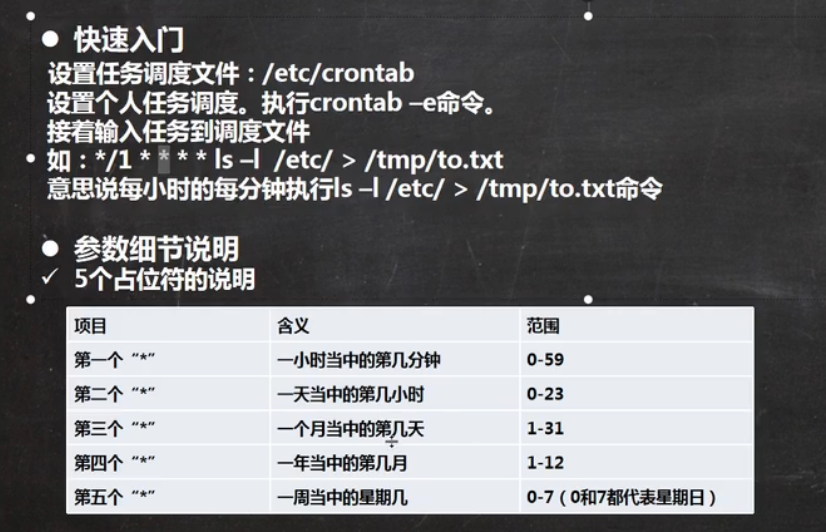 ● 快速入门
设置任务调度文件：/etc/crontab
设置个人任务调度。执行crontab –e命令。
接着输入任务到调度文件
如：*/1 * * * * ls –l  /etc/ > /tmp/to.txt
意思说每小时的每分钟执行ls –l /etc/ > /tmp/to.txt命令
● 参数细节说明
✓ 5个占位符的说明
项目 含义 范围
第一个“*” 一小时当中的第几分钟 0-59
第二个“*” 一天当中的第几小时 0-23
第三个“*” 一个月当中的第几天 1-31
第四个“*” 一年当中的第几月 1-12
第五个“*” 一周当中的星期几 0-7（0和7都代表星期日）